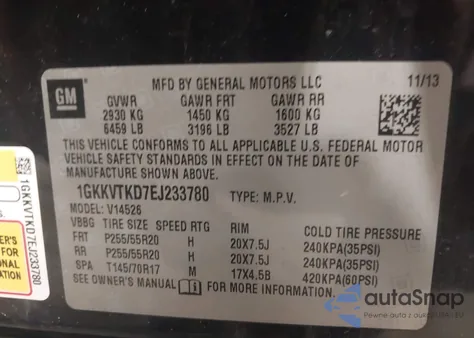 GM
MFD BY GENERAL MOTORS LLC 11/13
GVWR GAWR FRT GAWR RR
2930 KG 1450 KG 1600 KG
6459 LB 3196 LB 3527 LB
THIS VEHICLE CONFORMS TO ALL APPLICABLE U.S. FEDERAL MOTOR
VEHICLE SAFETY STANDARDS IN EFFECT ON THE DATE OF
MANUFACTURE SHOWN ABOVE.
1GKKVTKD7EJ233780 TYPE: M.P.V.
MODEL: V14526
VBBG TIRE SIZE SPEED RTG RIM COLD TIRE PRESSURE
FRT P255/55R20 H 20X7.5J 240KPA(35PSI)
RR P255/55R20 H 20X7.5J 240KPA(35PSI)
SPA T145/70R17 M 17X4.5B 420KPA(60PSI)
SEE OWNER'S MANUAL FOR MORE INFORMATION.
1GKKVTKD7EJ233780
autoSnap